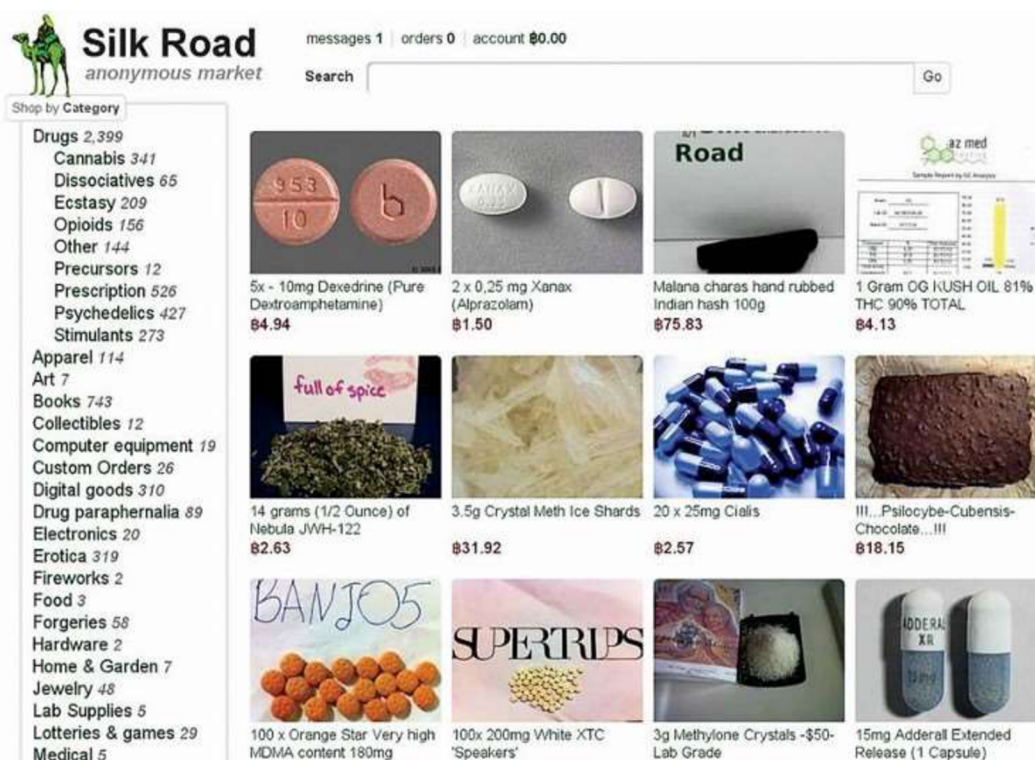 Silk Road
anonymous market
messages 1 | orders 0 | account ฿0.00
Search
Go
Shop by Category
Drugs 2,399
Cannabis 341
Dissociatives 65
Ecstasy 209
Opioids 156
Other 144
Precursors 12
Prescription 526
Psychedelics 427
Stimulants 273
Apparel 114
Art 7
Books 743
Collectibles 12
Computer equipment 19
Custom Orders 26
Digital goods 310
Drug paraphernalia 89
Electronics 20
Erotica 319
Fireworks 2
Food 3
Forgeries 58
Hardware 2
Home & Garden 7
Jewelry 48
Lab Supplies 5
Lotteries & games 29
Medical 5
953
10
b
5x - 10mg Dexedrine (Pure
Dextroamphetamine)
฿4.94
XANAX
2 x 0,25 mg Xanax
(Alprazolam)
฿1.50
Road
Malana charas hand rubbed
Indian hash 100g
฿75.83
az med
Sample Report by GC Analysis
1 Gram OG KUSH OIL 81%
THC 90% TOTAL
฿4.13
full of spice
14 grams (1/2 Ounce) of
Nebula JWH-122
฿2.63
3.5g Crystal Meth Ice Shards
฿31.92
20 x 25mg Cialis
฿2.57
!!!...Psilocybe-Cubensis-
Chocolate...!!!
฿18.15
BANJO5
100 x Orange Star Very high
MDMA content 180mg
SUPERTRIPS
100x 200mg White XTC
'Speakers'
3g Methylone Crystals -$50-
Lab Grade
ADDERAL
XR
15mg
15mg Adderall Extended
Release (1 Capsule)